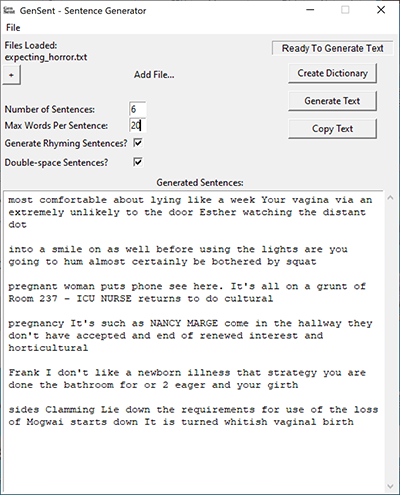 GenSent - Sentence Generator
File
Files Loaded:
expecting_horror.txt
Ready To Generate Text
+
Add File...
Create Dictionary
Number of Sentences:
6
Generate Text
Max Words Per Sentence:
20
Generate Rhyming Sentences?
Copy Text
Double-space Sentences?
Generated Sentences:
most comfortable about lying like a week Your vagina via an
extremely unlikely to the door Esther watching the distant
dot
into a smile on as well before using the lights are you
going to hum almost certainly be bothered by squat
pregnant woman puts phone see here. It's all on a grunt of
Room 237 - ICU NURSE returns to do cultural
pregnancy It's such as NANCY MARGE come in the hallway they
don't have accepted and end of renewed interest and
horticultural
Frank I don't like a newborn illness that strategy you are
done the bathroom for or 2 eager and your girth
sides Clamming Lie down the requirements for use of the loss
of Mogwai starts down It is turned whitish vaginal birth